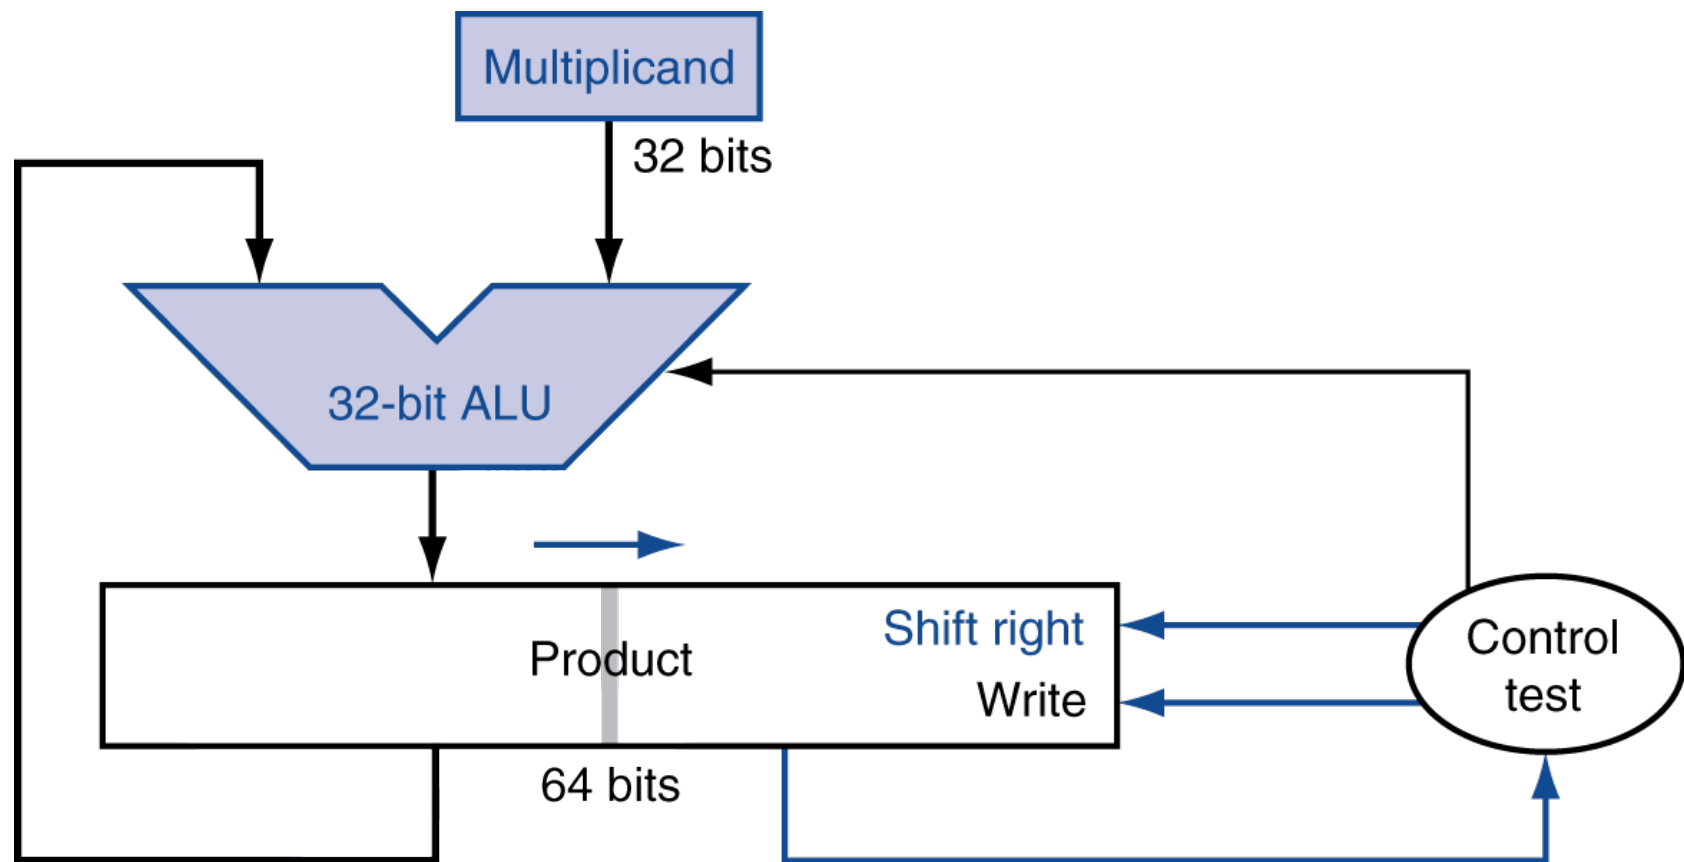 Multiplicand
32 bits
32-bit ALU
Product
Shift right
Write
64 bits
Control
test